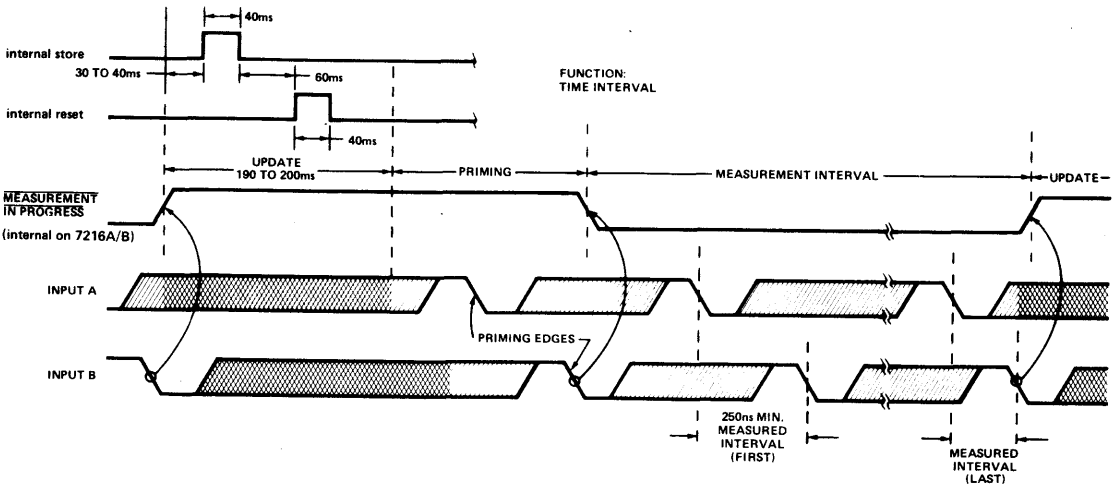 40ms
internal store
30 TO 40ms
60ms
FUNCTION:
TIME INTERVAL
internal reset
40ms
UPDATE
190 TO 200ms
PRIMING
MEASUREMENT INTERVAL
UPDATE
MEASUREMENT
IN PROGRESS
(internal on 7216A/B)
INPUT A
PRIMING EDGES
INPUT B
250ns MIN.
MEASURED
INTERVAL
(FIRST)
MEASURED
INTERVAL
(LAST)